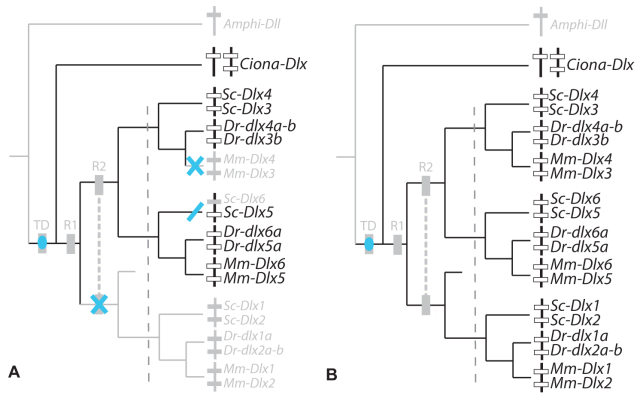 Amphi-Dll
Ciona-Dlx
Sc-Dlx4
Sc-Dlx3
Dr-dlx4a-b
Dr-dlx3b
Mm-Dlx4
Mm-Dlx3
R2
Sc-Dlx6
Sc-Dlx5
TD
R1
Dr-dlx6a
Dr-dlx5a
Mm-Dlx6
Mm-Dlx5
Sc-Dlx1
Sc-Dlx2
Dr-dlx1a
Dr-dlx2a-b
Mm-Dlx1
Mm-Dlx2
A
Amphi-Dll
Ciona-Dlx
Sc-Dlx4
Sc-Dlx3
Dr-dlx4a-b
Dr-dlx3b
Mm-Dlx4
Mm-Dlx3
R2
Sc-Dlx6
Sc-Dlx5
TD
R1
Dr-dlx6a
Dr-dlx5a
Mm-Dlx6
Mm-Dlx5
Sc-Dlx1
Sc-Dlx2
Dr-dlx1a
Dr-dlx2a-b
Mm-Dlx1
Mm-Dlx2
B